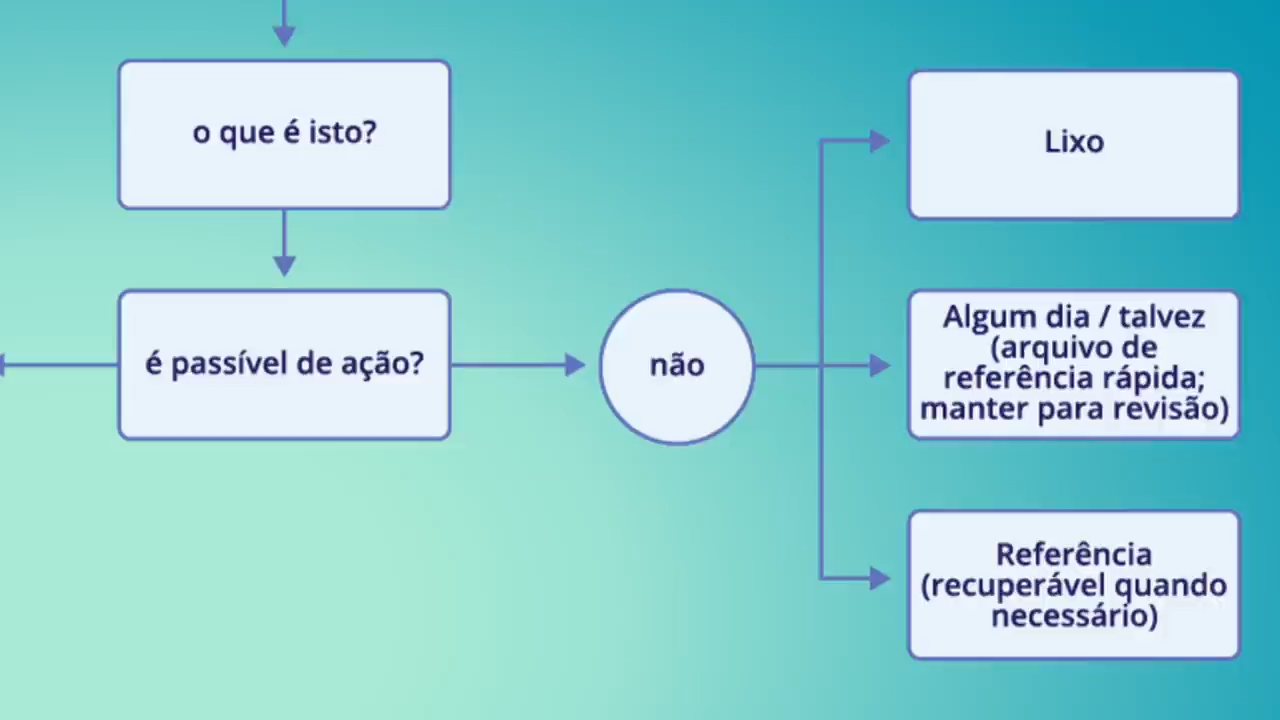 o que é isto?
Lixo
é passível de ação?
não
Algum dia / talvez
(arquivo de
referência rápida;
manter para revisão)
Referência
(recuperável quando
necessário)